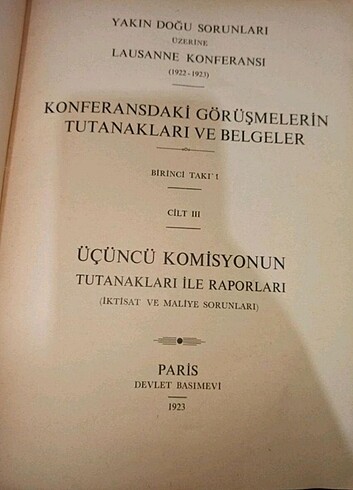 YAKIN DOĞU SORUNLARI
ÜZERİNE
LAUSANNE KONFERANSI
(1922-1923)
KONFERANSDAKİ GÖRÜŞMELERİN
TUTANAKLARI VE BELGELER
BİRİNCİ
CİLT III
ÜÇÜNCÜ KOMİSYONUN
TUTANAKLARI İLE RAPORLARI
(İKTİSAT VE MALİYE SORUNLARI)
PARİS
DEVLET BASIMEVİ
1923